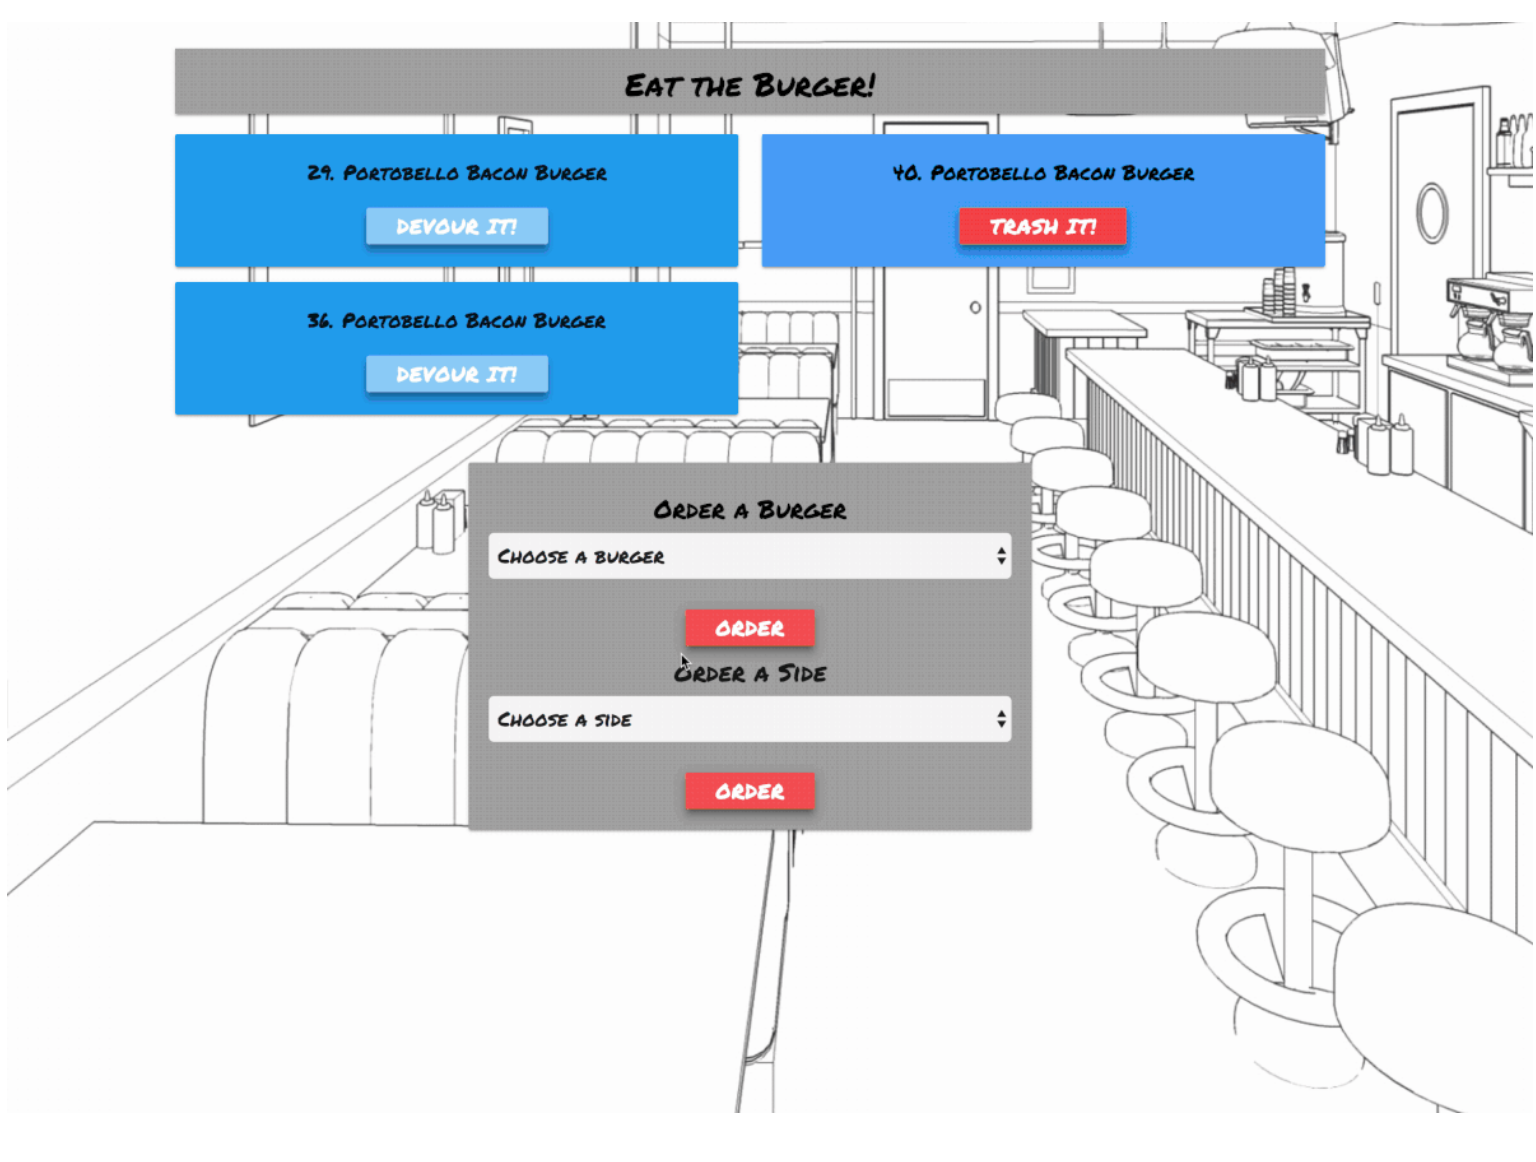 Eat the Burger!
29. Portobello Bacon Burger
DEVOUR IT!
40. Portobello Bacon Burger
TRASH IT!
36. Portobello Bacon Burger
DEVOUR IT!
Order a Burger
Choose a burger
ORDER
Order a Side
Choose a side
ORDER